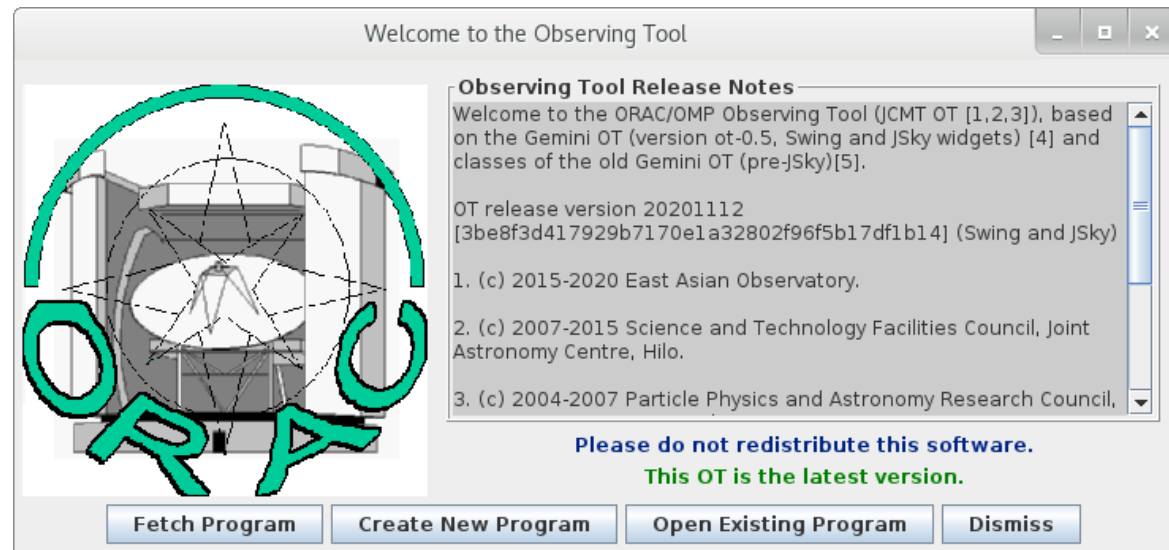 Welcome to the Observing Tool
ORAC
Observing Tool Release Notes
Welcome to the ORAC/OMP Observing Tool (JCMT OT [1,2,3]), based
on the Gemini OT (version ot-0.5, Swing and JSky widgets) [4] and
classes of the old Gemini OT (pre-JSky)[5].
OT release version 20201112
[3be8f3d417929b7170e1a32802f96f5b17df1b14] (Swing and JSky)
1. (c) 2015-2020 East Asian Observatory.
2. (c) 2007-2015 Science and Technology Facilities Council, Joint
Astronomy Centre, Hilo.
3. (c) 2004-2007 Particle Physics and Astronomy Research Council,
Please do not redistribute this software.
This OT is the latest version.
Fetch Program
Create New Program
Open Existing Program
Dismiss